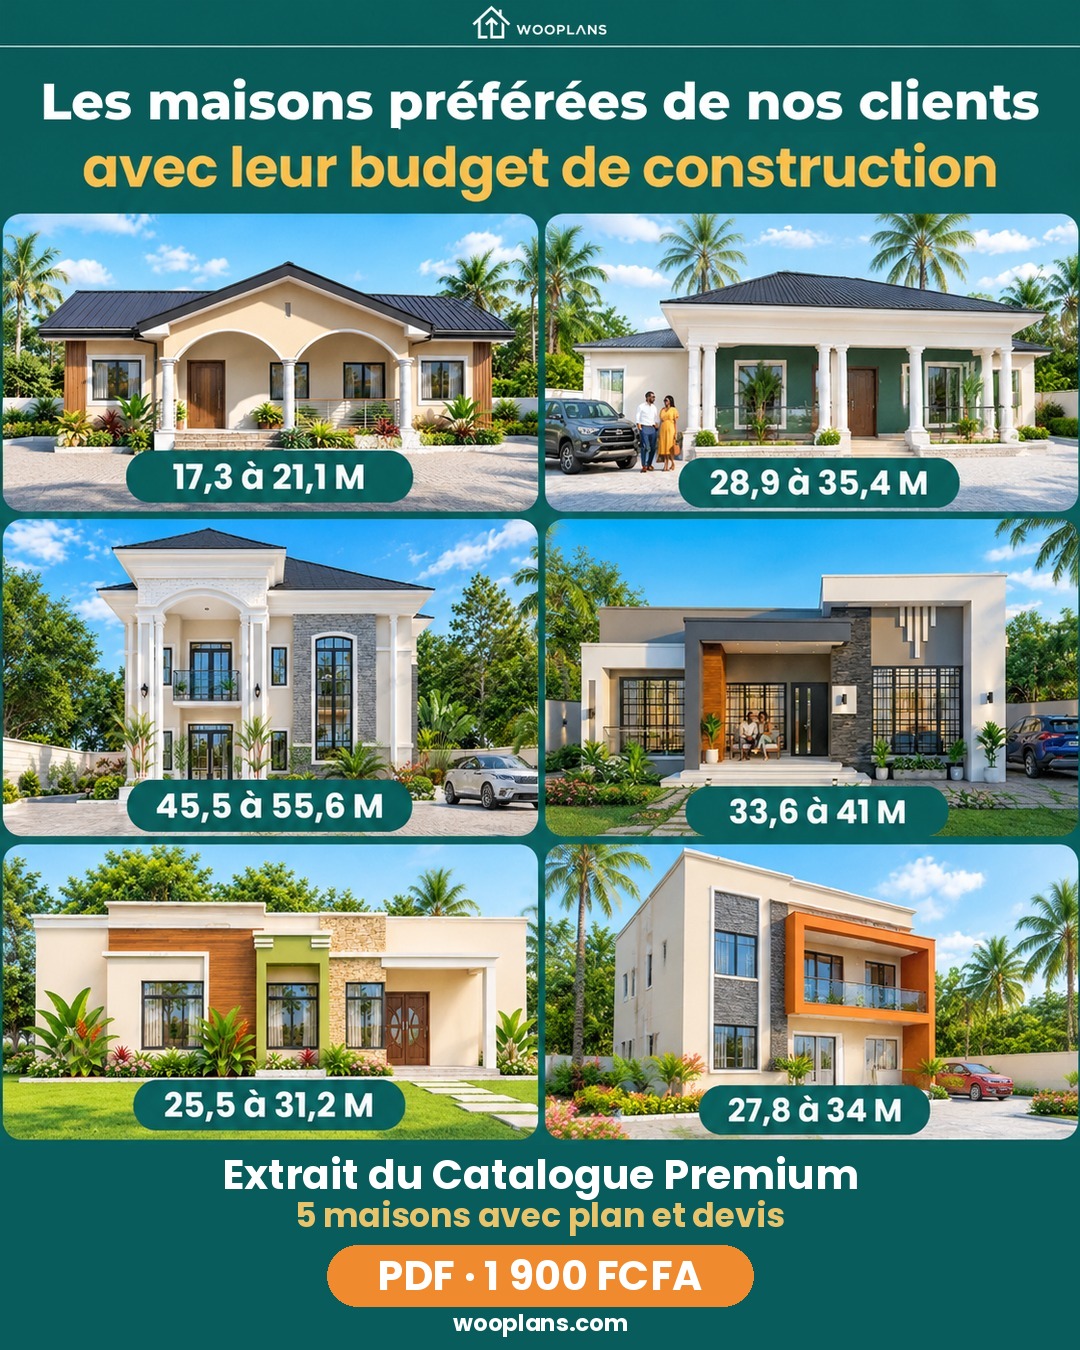 WOOPLANS
Les maisons préférées de nos clients
avec leur budget de construction
17,3 à 21,1 M
28,9 à 35,4 M
45,5 à 55,6 M
33,6 à 41 M
25,5 à 31,2 M
27,8 à 34 M
Extrait du Catalogue Premium
5 maisons avec plan et devis
PDF · 1 900 FCFA
wooplans.com